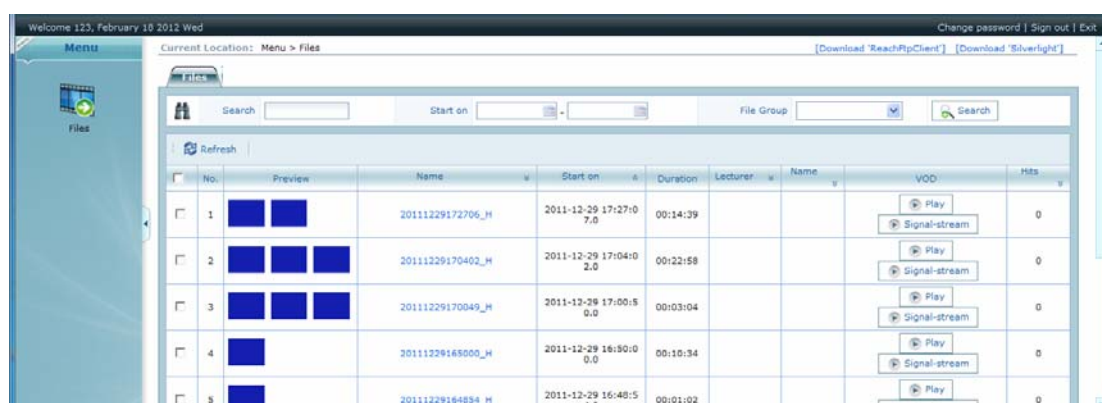 Welcome 123, February 18 2012 Wed Change password | Sign out | Exit
Menu Current Location: Menu > Files [Download 'ReachFtpClient'] [Download 'Silverlight']
Files
Files
Search Start on - File Group Search
Refresh
No. Preview Name Start on Duration Lecturer Name VOD Hits
1 20111229172706_H 2011-12-29 17:27:0 7.0 00:14:39 Play Signal-stream 0
2 20111229170402_H 2011-12-29 17:04:0 2.0 00:22:58 Play Signal-stream 0
3 20111229170049_H 2011-12-29 17:00:5 0.0 00:03:04 Play Signal-stream 0
4 20111229165000_H 2011-12-29 16:50:0 0.0 00:10:34 Play Signal-stream 0
5 20111229164854_H 2011-12-29 16:48:5 00:01:02 Play 0